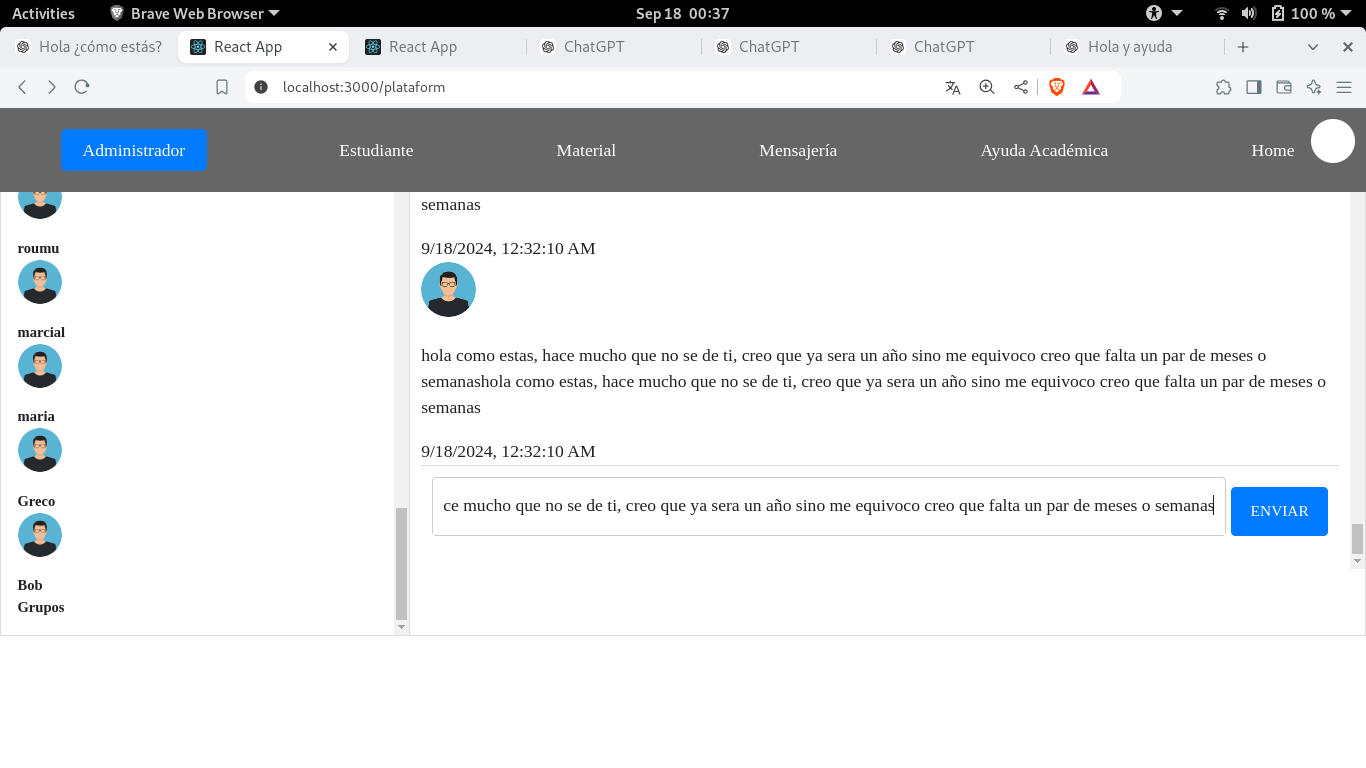 Activities Brave Web Browser Sep 18 00:37 100 %
Hola ¿cómo estás? React App React App ChatGPT ChatGPT ChatGPT Hola y ayuda
localhost:3000/plataform
Administrador Estudiante Material Mensajería Ayuda Académica Home
roumu
marcial
maria
Greco
Bob
Grupos
semanas
9/18/2024, 12:32:10 AM
hola como estas, hace mucho que no se de ti, creo que ya sera un año sino me equivoco creo que falta un par de meses o
semanashola como estas, hace mucho que no se de ti, creo que ya sera un año sino me equivoco creo que falta un par de meses o
semanas
9/18/2024, 12:32:10 AM
ce mucho que no se de ti, creo que ya sera un año sino me equivoco creo que falta un par de meses o semanas
ENVIAR